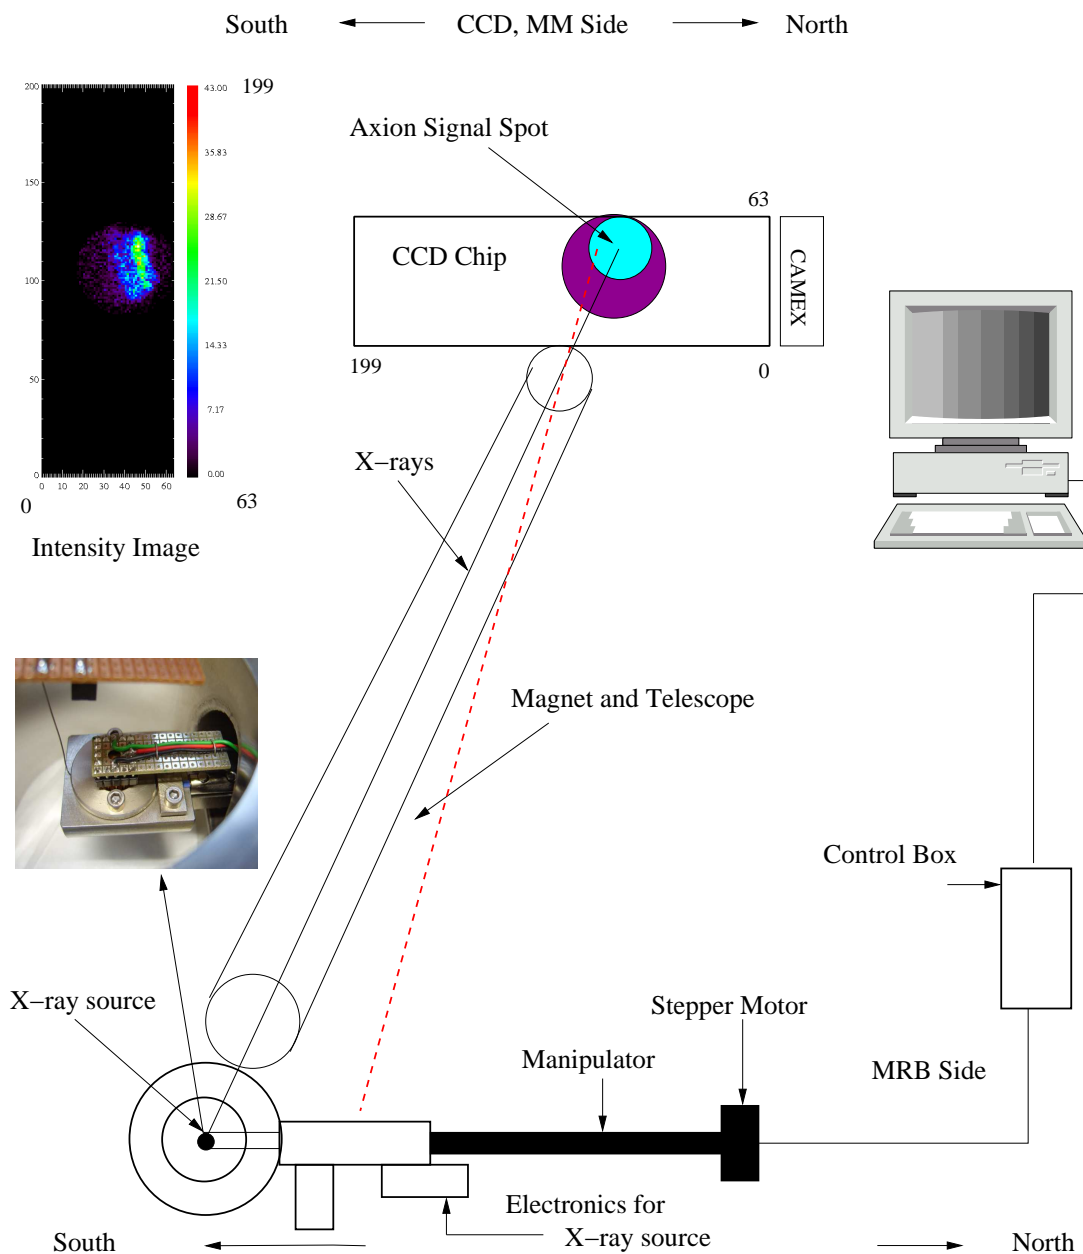 South CCD, MM Side North
200 43.00 199
Axion Signal Spot
35.83
150
63
28.67
CCD Chip
CAMEX
100 21.50
14.33
199 0
50
7.17
X−rays
0 0.00
0 10 20 30 40 50 60
0 63
Intensity Image
Magnet and Telescope
Control Box
X−ray source
Stepper Motor
Manipulator
MRB Side
Electronics for
X−ray source
South North